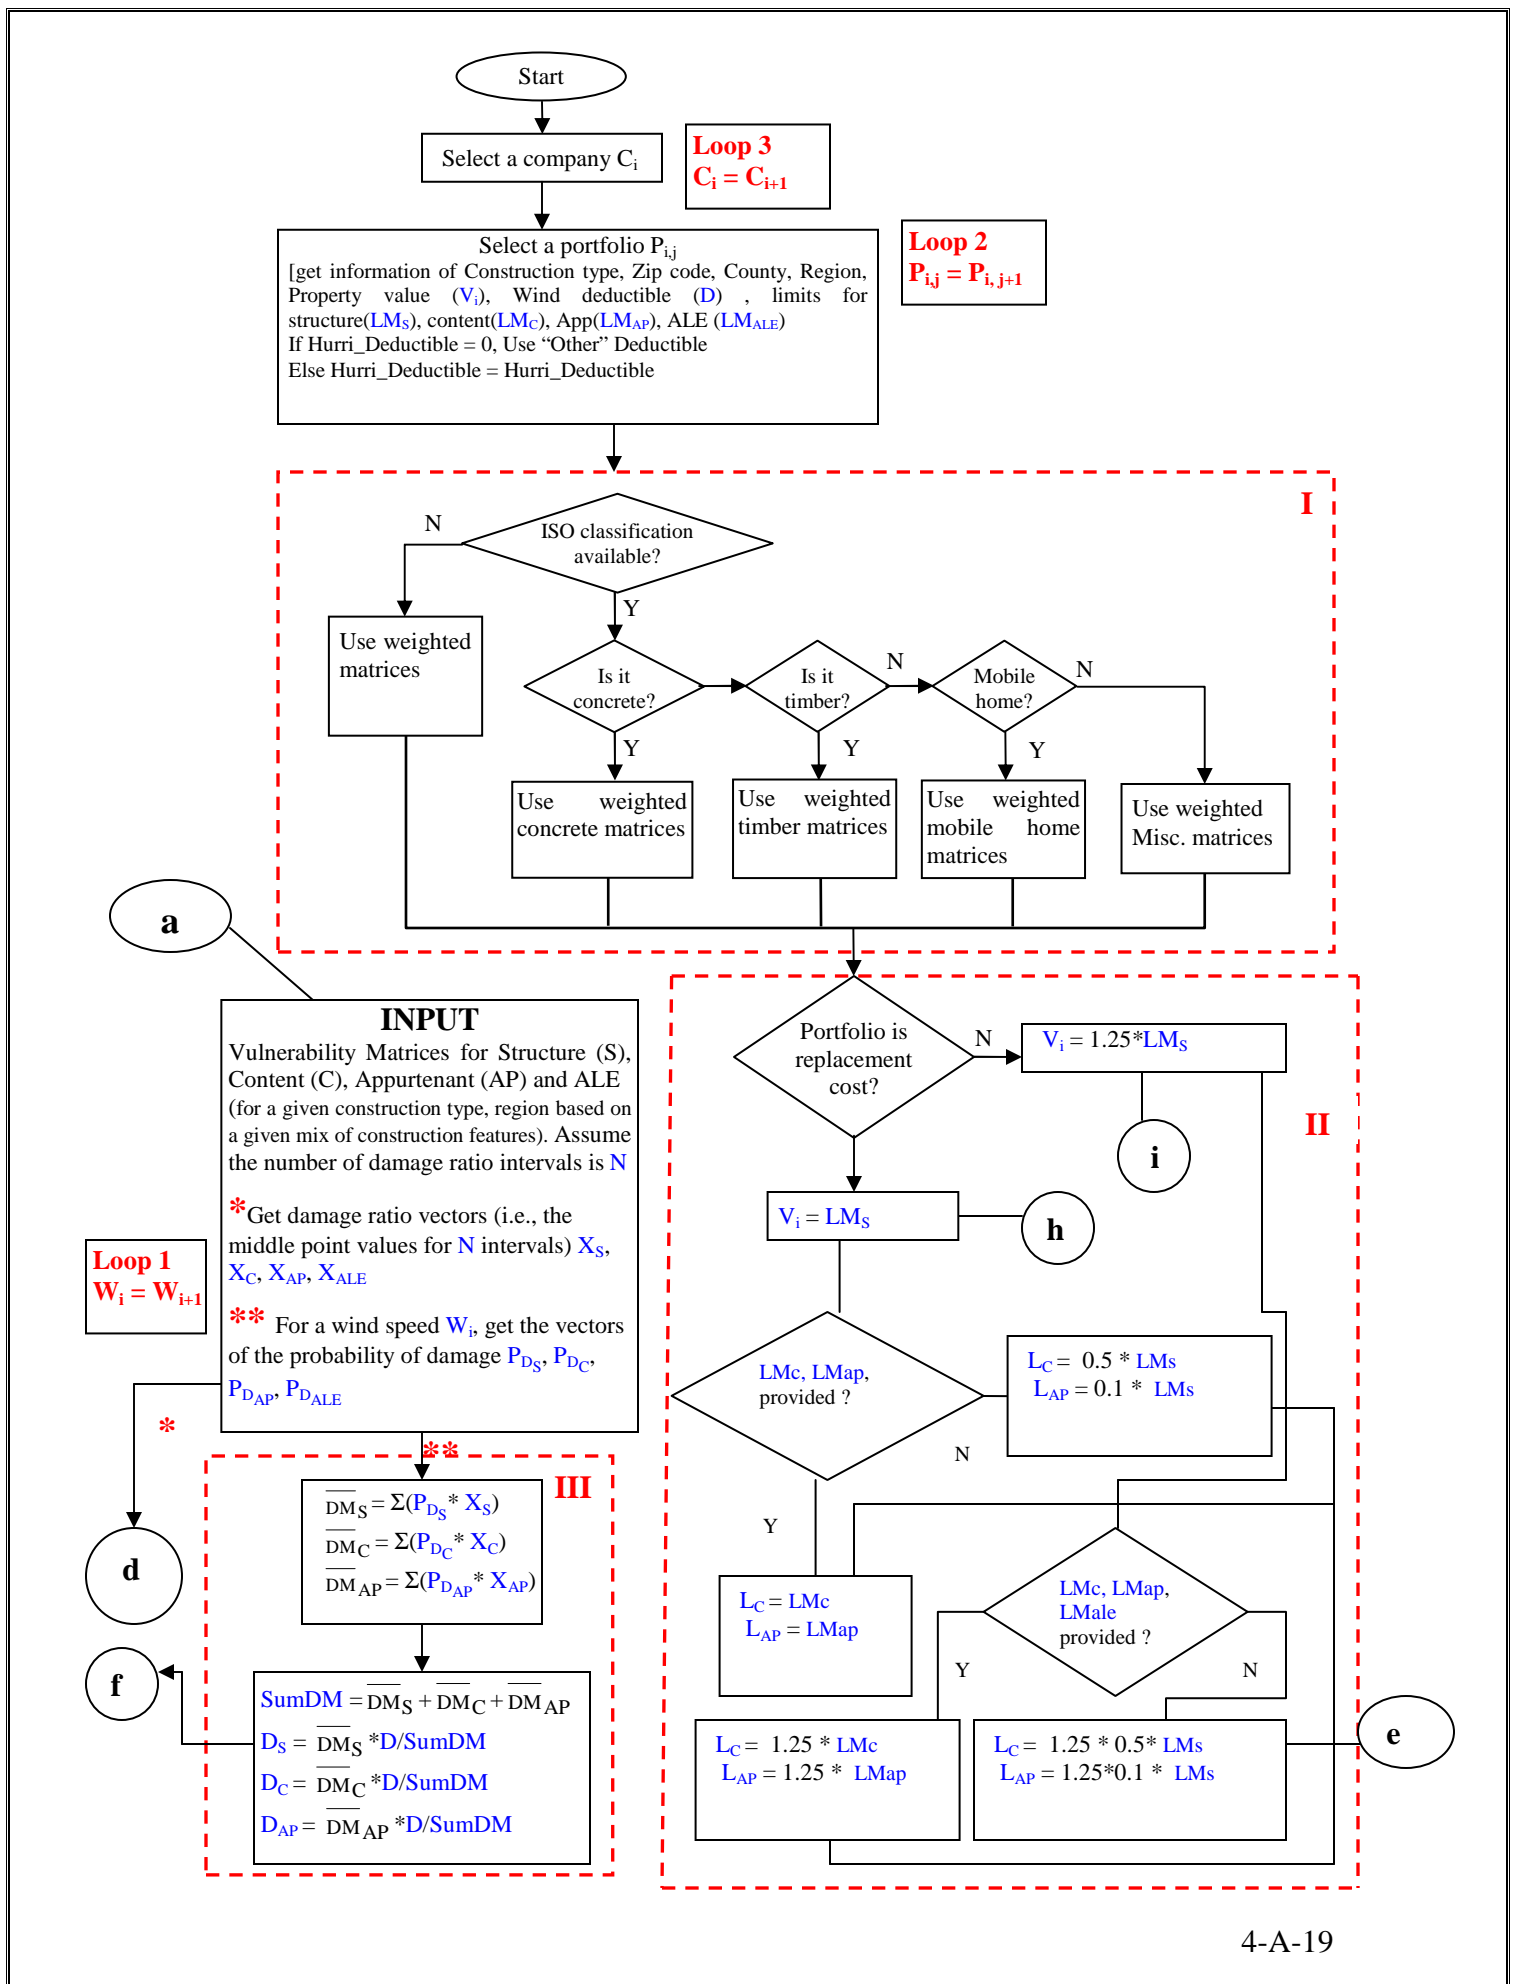 Start
Select a company Ci
Loop 3
Ci = Ci+1
Select a portfolio Pi,j
[get information of Construction type, Zip code, County, Region,
Property value (Vi), Wind deductible (D) , limits for
structure(LMS), content(LMC), App(LMAP), ALE (LMALE)
If Hurri_Deductible = 0, Use “Other” Deductible
Else Hurri_Deductible = Hurri_Deductible
Loop 2
Pi,j = Pi, j+1
I
ISO classification
available?
N
Y
Use weighted
matrices
Is it
concrete?
Is it
timber?
N
Mobile
home?
N
Y
Y
Y
Use weighted
concrete matrices
Use weighted
timber matrices
Use weighted
mobile home
matrices
Use weighted
Misc. matrices
a
INPUT
Vulnerability Matrices for Structure (S),
Content (C), Appurtenant (AP) and ALE
(for a given construction type, region based on
a given mix of construction features). Assume
the number of damage ratio intervals is N
*Get damage ratio vectors (i.e., the
middle point values for N intervals) XS,
XC, XAP, XALE
** For a wind speed Wi, get the vectors
of the probability of damage PDS, PDC,
PDAP, PDALE
Loop 1
Wi = Wi+1
*
**
d
f
III
DMS = Σ(PDS* XS)
DMC = Σ(PDC* XC)
DMAP = Σ(PDAP* XAP)
SumDM = DMS + DMC + DMAP
DS = DMS *D/SumDM
DC = DMC *D/SumDM
DAP = DMAP *D/SumDM
II
Portfolio is
replacement
cost?
N
Vi = 1.25*LMS
i
Vi = LMS
h
LMc, LMap,
provided ?
N
Y
LC = 0.5 * LMs
LAP = 0.1 * LMs
LC = LMc
LAP = LMap
LMc, LMap,
LMale
provided ?
Y
N
LC = 1.25 * LMc
LAP = 1.25 * LMap
LC = 1.25 * 0.5* LMs
LAP = 1.25*0.1 * LMs
e
4-A-19